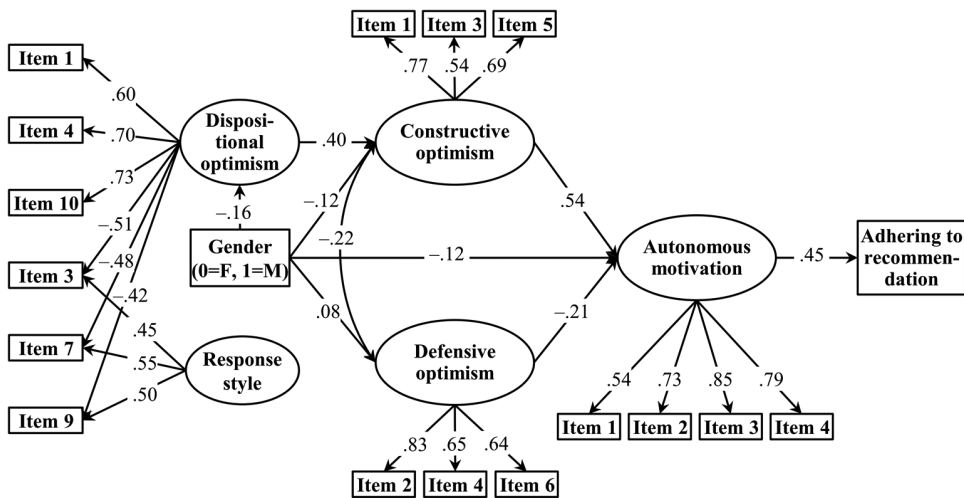 Item 1
Item 3
Item 5
Item 1
.77
.54
.69
.60
Item 4
.70
Disposi-
tional
optimism
.40
Constructive
optimism
.73
Item 10
–.16
–.12
.54
–.51
Gender
(0=F, 1=M)
–.22
–.12
Autonomous
motivation
.45
Adhering to
recommen-
dation
Item 3
–.48
–.42
.08
–.21
.45
Item 7
.55
Response
style
Defensive
optimism
.50
.54
.73
.85
.79
Item 9
Item 1
Item 2
Item 3
Item 4
.83
.65
.64
Item 2
Item 4
Item 6